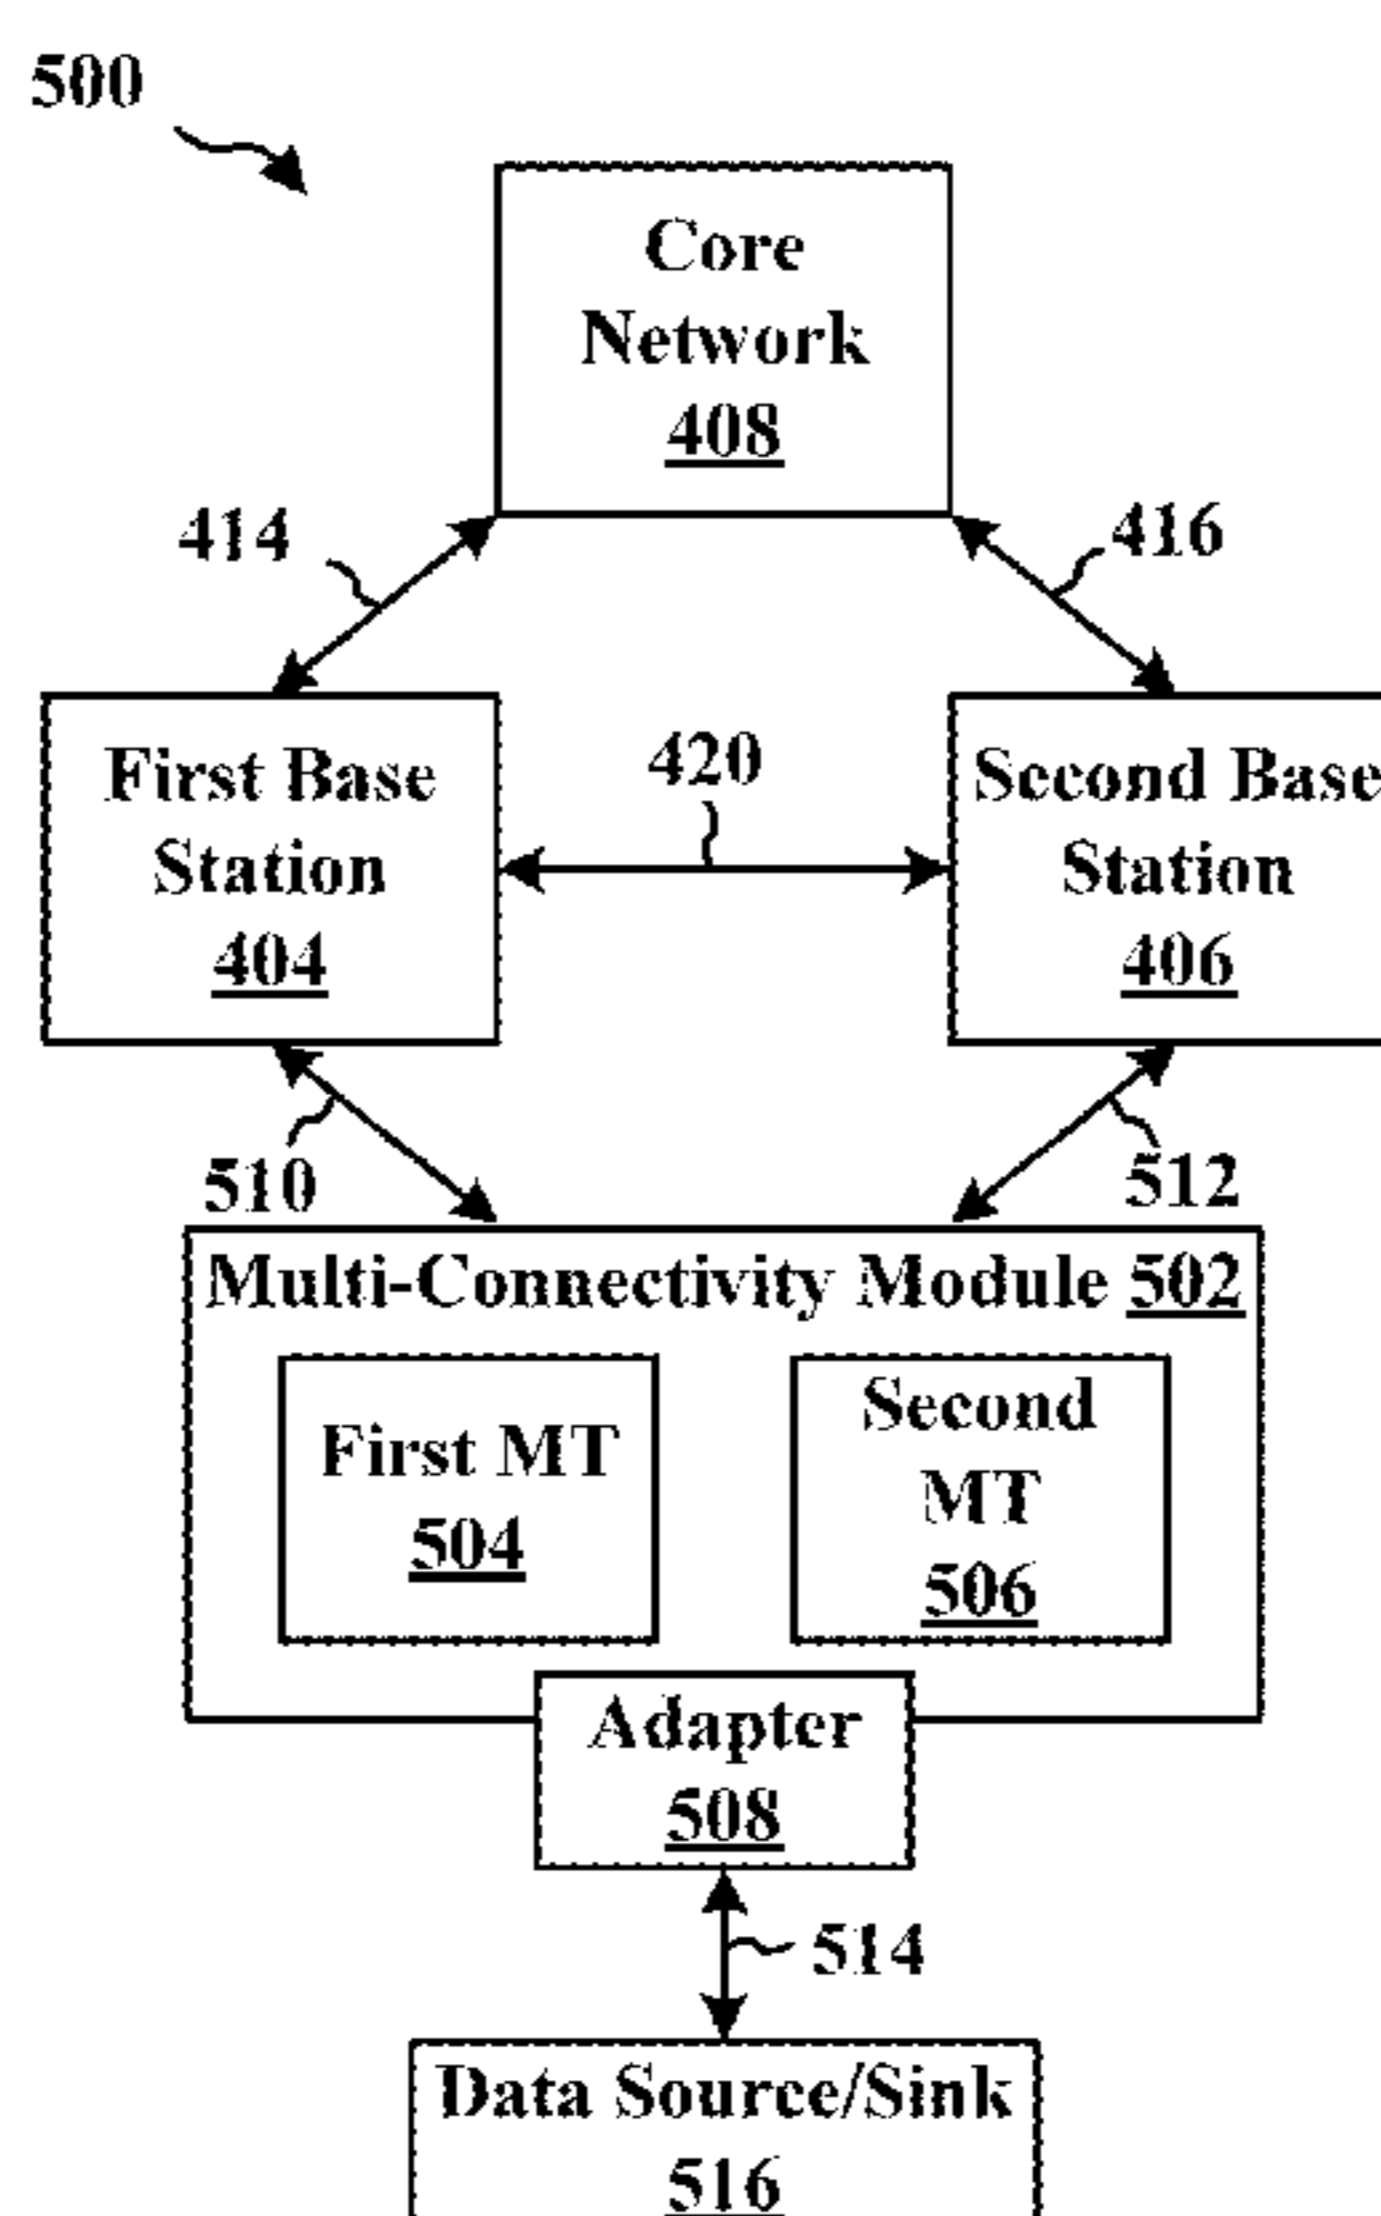 500
Core
Network
408
414
416
First Base
Station
404
420
Second Base
Station
406
510
512
Multi-Connectivity Module 502
First MT
504
Second
MT
506
Adapter
508
514
Data Source/Sink
516